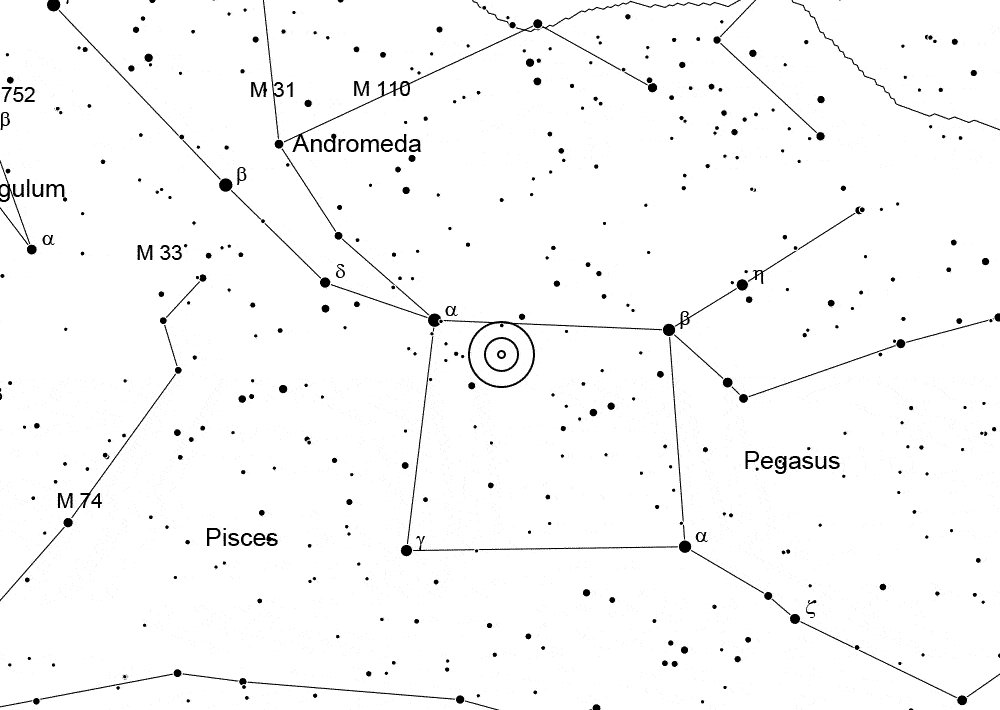 γ
M 31
M 110
752
β
Andromeda
β
gulum
α
M 33
δ
η
α
β
Pegasus
M 74
Pisces
γ
α
ζ